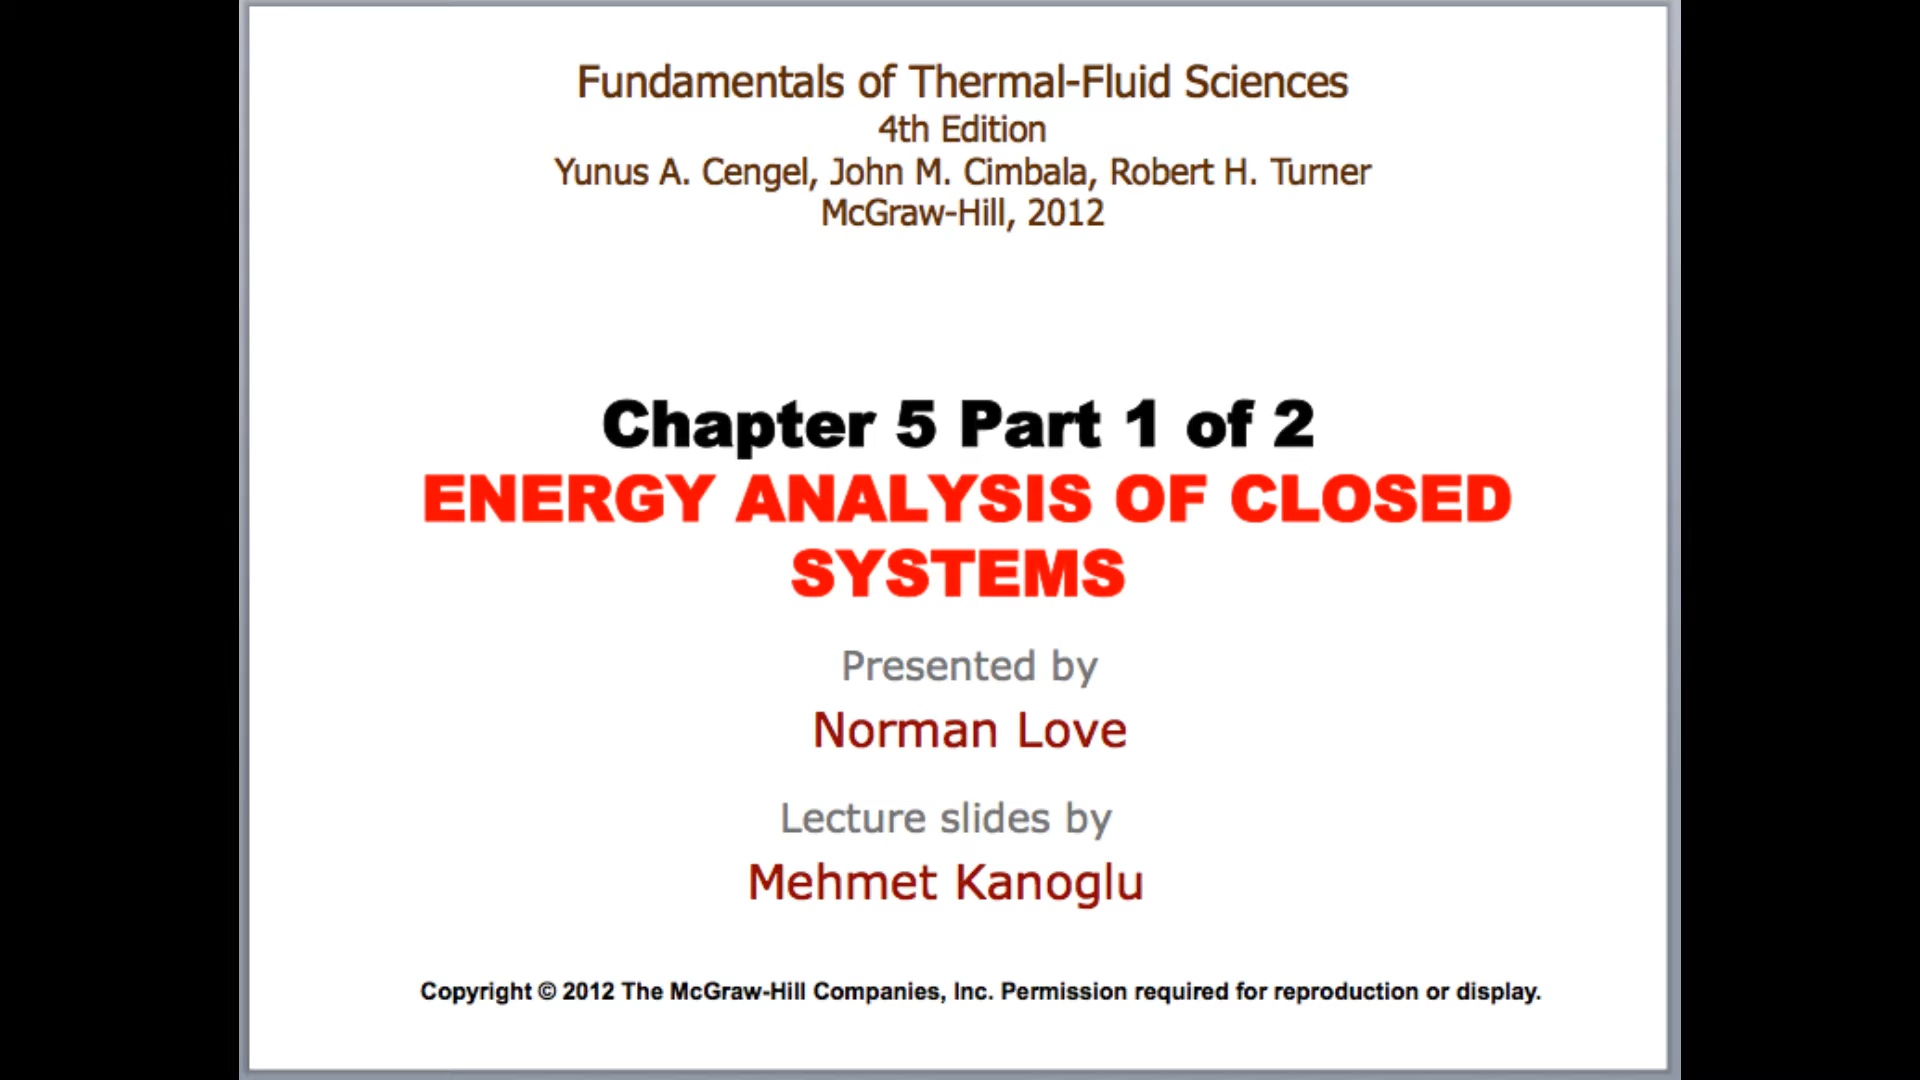 Fundamentals of Thermal-Fluid Sciences
4th Edition
Yunus A. Cengel, John M. Cimbala, Robert H. Turner
McGraw-Hill, 2012
Chapter 5 Part 1 of 2
ENERGY ANALYSIS OF CLOSED
SYSTEMS
Presented by
Norman Love
Lecture slides by
Mehmet Kanoglu
Copyright © 2012 The McGraw-Hill Companies, Inc. Permission required for reproduction or display.